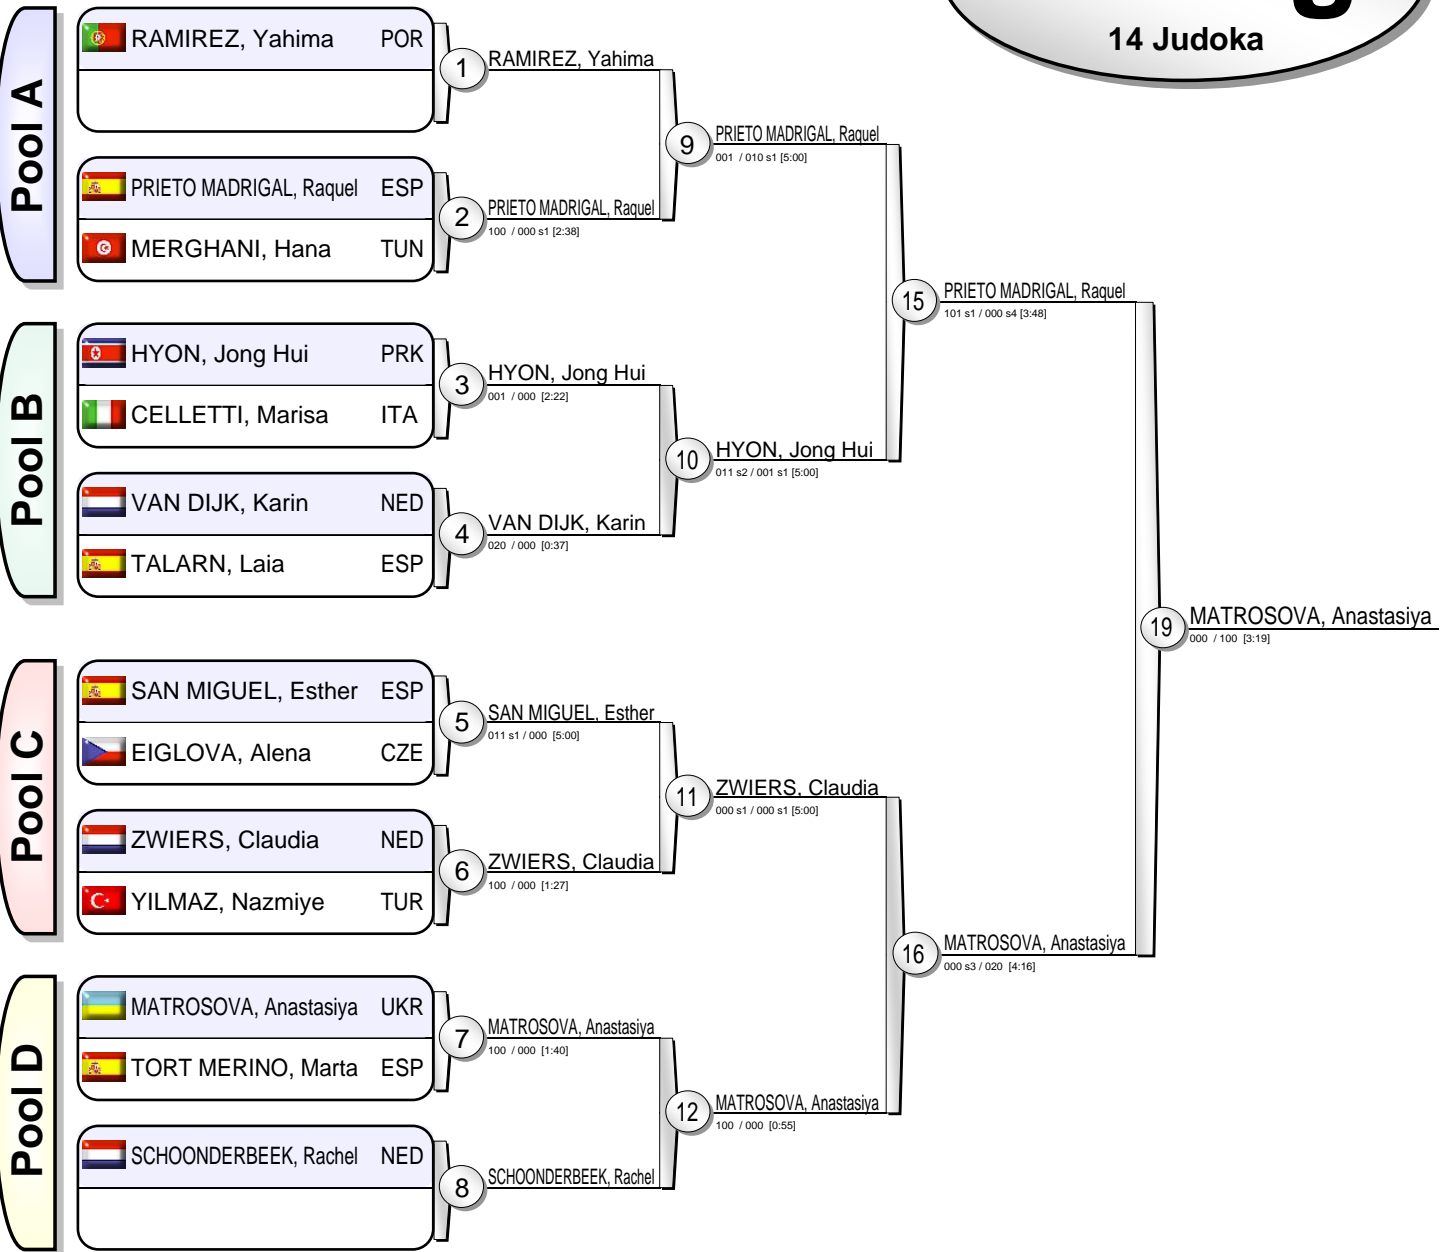 14 Judoka
Pool A
RAMIREZ, Yahima POR
PRIETO MADRIGAL, Raquel ESP
MERGHANI, Hana TUN
Pool B
HYON, Jong Hui PRK
CELLETTI, Marisa ITA
VAN DIJK, Karin NED
TALARN, Laia ESP
Pool C
SAN MIGUEL, Esther ESP
EIGLOVA, Alena CZE
ZWIERS, Claudia NED
YILMAZ, Nazmiye TUR
Pool D
MATROSOVA, Anastasiya UKR
TORT MERINO, Marta ESP
SCHOONDERBEEK, Rachel NED
1 RAMIREZ, Yahima
2 PRIETO MADRIGAL, Raquel
100 / 000 s1 [2:38]
3 HYON, Jong Hui
001 / 000 [2:22]
4 VAN DIJK, Karin
020 / 000 [0:37]
5 SAN MIGUEL, Esther
011 s1 / 000 [5:00]
6 ZWIERS, Claudia
100 / 000 [1:27]
7 MATROSOVA, Anastasiya
100 / 000 [1:40]
8 SCHOONDERBEEK, Rachel
9 PRIETO MADRIGAL, Raquel
001 / 010 s1 [5:00]
10 HYON, Jong Hui
011 s2 / 001 s1 [5:00]
11 ZWIERS, Claudia
000 s1 / 000 s1 [5:00]
12 MATROSOVA, Anastasiya
100 / 000 [0:55]
15 PRIETO MADRIGAL, Raquel
101 s1 / 000 s4 [3:48]
16 MATROSOVA, Anastasiya
000 s3 / 020 [4:16]
19 MATROSOVA, Anastasiya
000 / 100 [3:19]